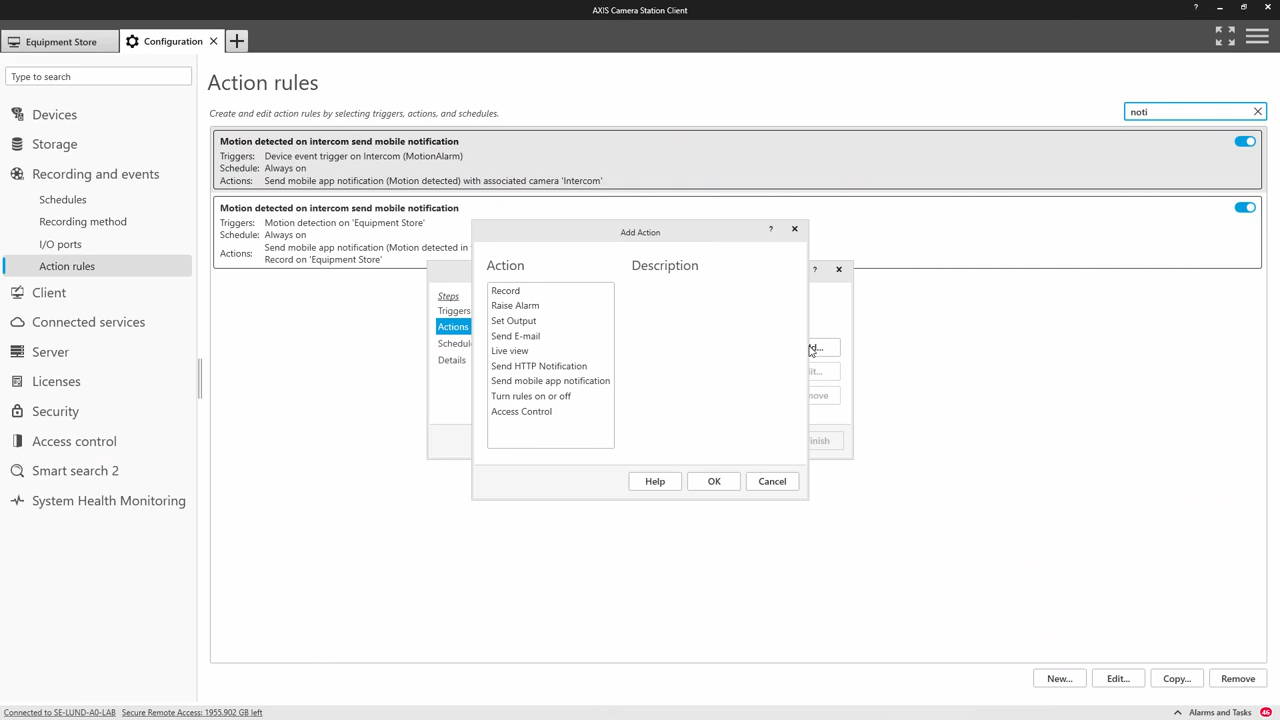 AXIS Camera Station Client
?
Equipment Store
Configuration
Type to search
Devices
Storage
Recording and events
Schedules
Recording method
I/O ports
Action rules
Client
Connected services
Server
Licenses
Security
Access control
Smart search 2
System Health Monitoring
Action rules
Create and edit action rules by selecting triggers, actions, and schedules.
noti
Motion detected on intercom send mobile notification
Triggers: Device event trigger on Intercom (MotionAlarm)
Schedule: Always on
Actions: Send mobile app notification (Motion detected) with associated camera 'Intercom'
Motion detected on intercom send mobile notification
Triggers: Motion detection on 'Equipment Store'
Schedule: Always on
Actions: Send mobile app notification (Motion detected in
Record on 'Equipment Store'
Add Action
?
Action
Description
Record
Raise Alarm
Set Output
Send E-mail
Live view
Send HTTP Notification
Send mobile app notification
Turn rules on or off
Access Control
Help
OK
Cancel
?
Steps
Triggers
Actions
Details
New...
Edit...
Copy...
Remove
Connected to SE-LUND-A0-LAB
Secure Remote Access: 1955.902 GB left
Alarms and Tasks
46